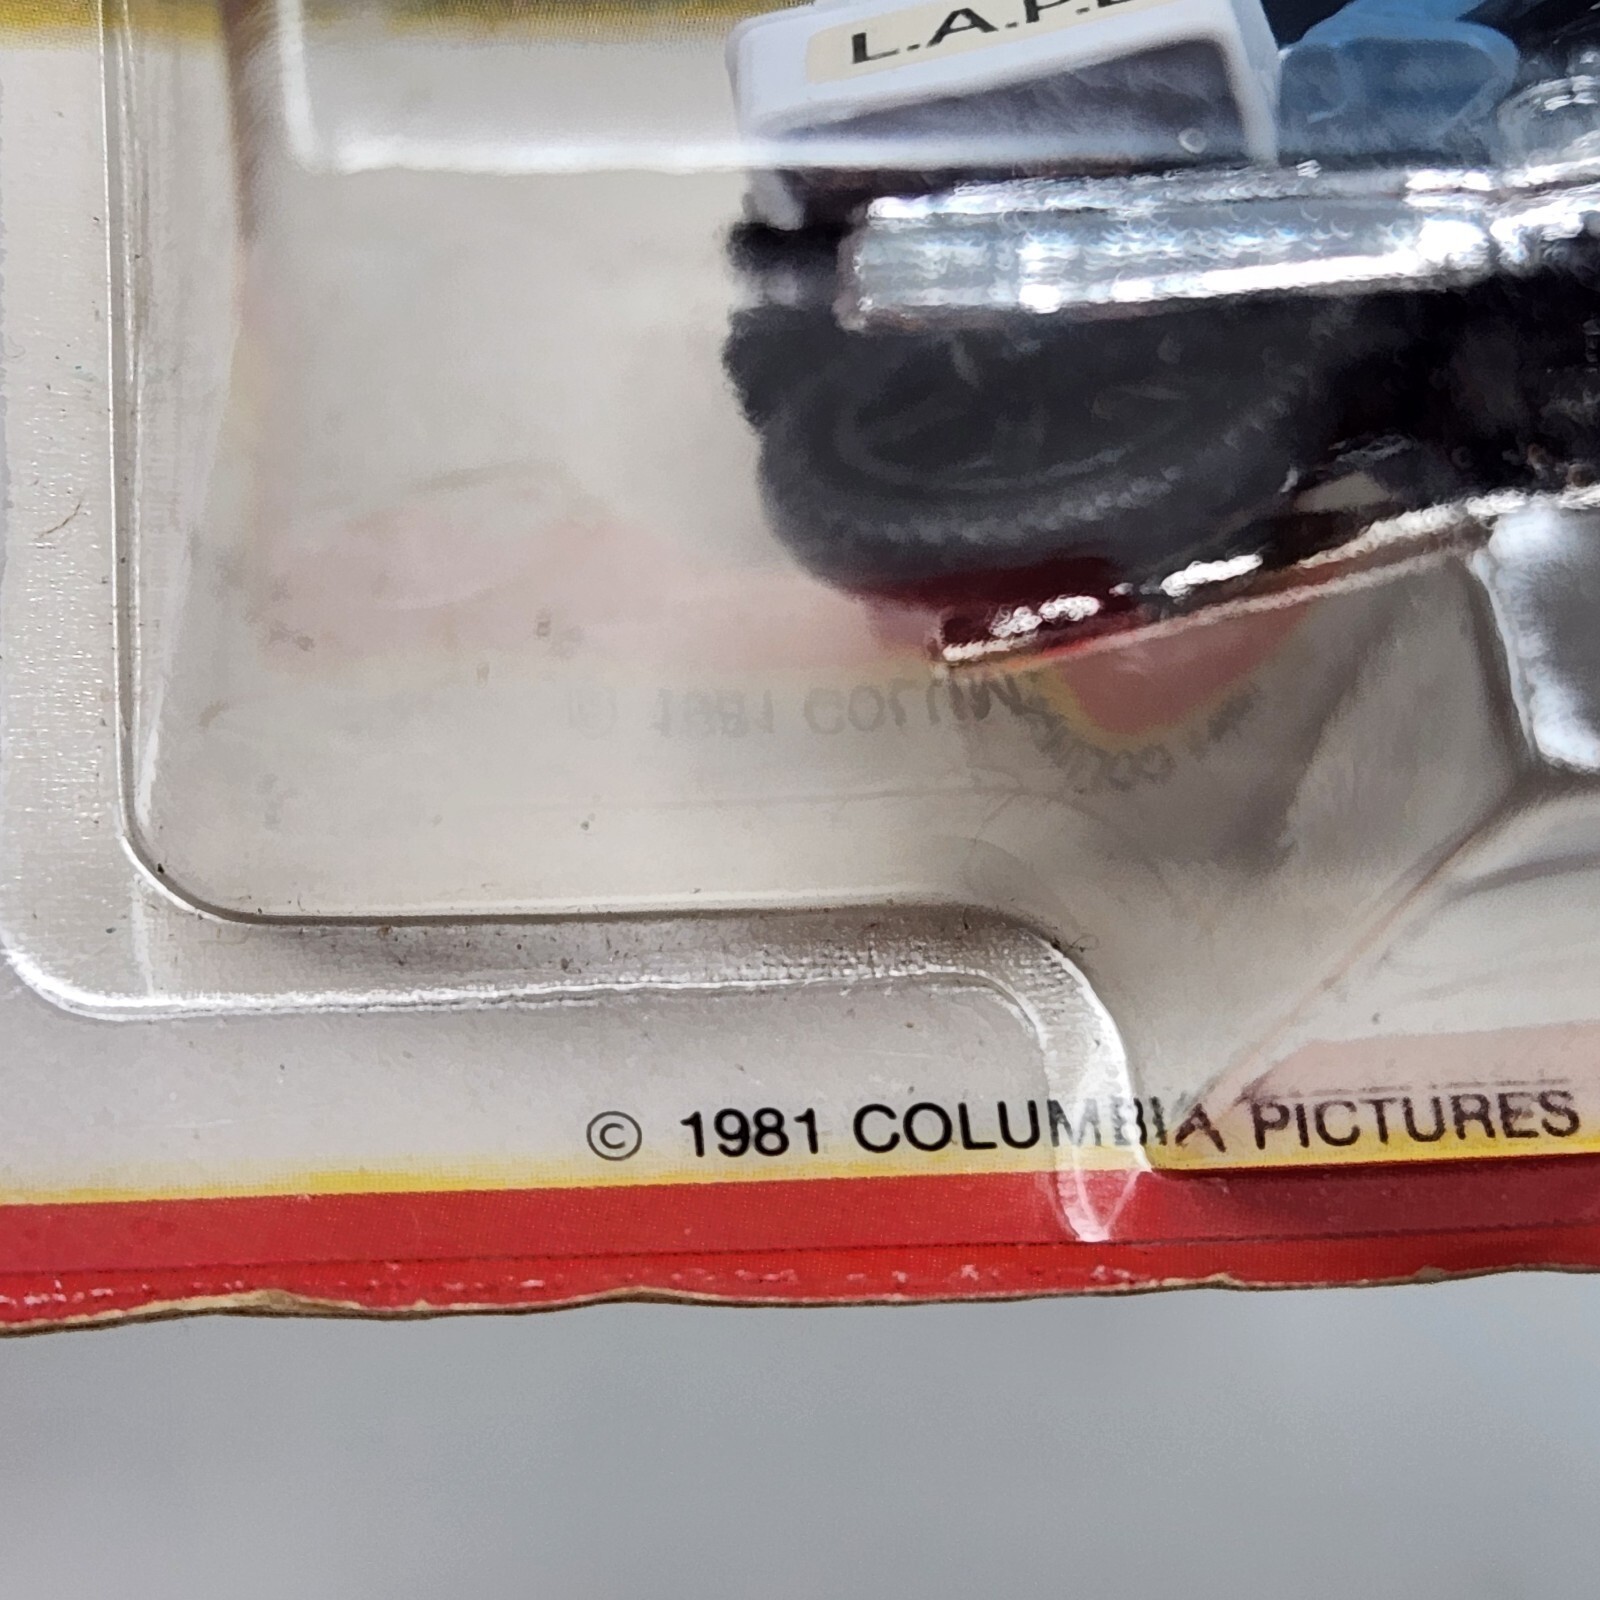 L.A.P.D
© 1981 COLUMBIA PICTURES